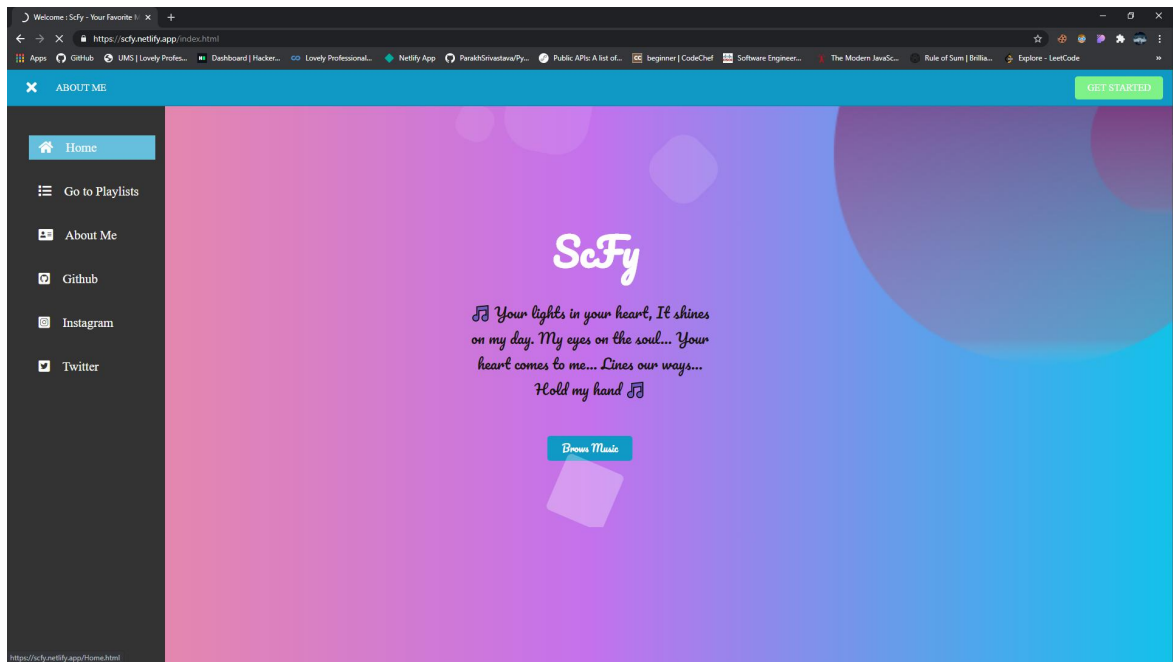 Welcome : ScFy - Your Favorite
https://scfy.netlify.app/index.html
Apps GitHub UMS | Lovely Profes... Dashboard | Hacker... Lovely Professional... Netlify App ParakhSrivastava/Py... Public APIs: A list of... beginner | CodeChef Software Engineer... The Modern JavaSc... Rule of Sum | Brillia... Explore - LeetCode »
ABOUT ME GET STARTED
Home
Go to Playlists
About Me
Github
Instagram
Twitter
ScFy
🎵 Your lights in your heart, It shines
on my day. My eyes on the soul... Your
heart comes to me... Lines our ways...
Hold my hand 🎵
Brows Music
https://scfy.netlify.app/Home.html